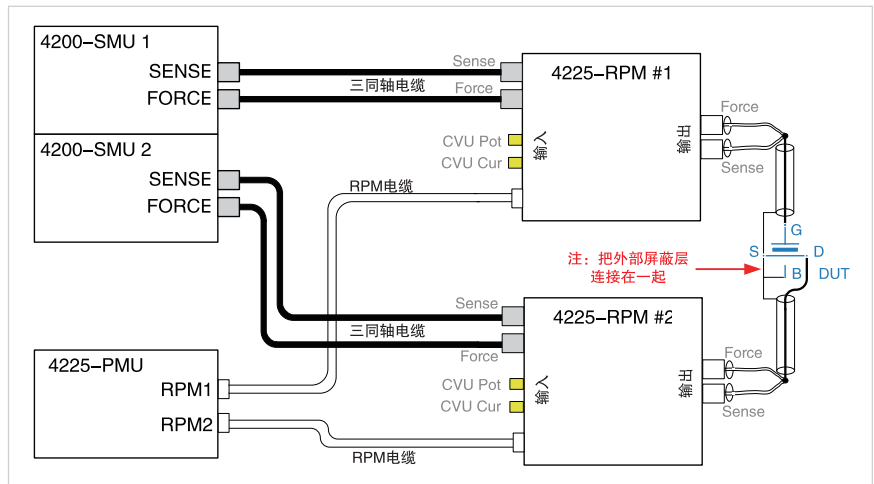 4200-SMU 1
SENSE
FORCE
4200-SMU 2
SENSE
FORCE
4225-PMU
RPM1
RPM2
三同轴电缆
RPM电缆
三同轴电缆
RPM电缆
Sense
Force
CVU Pot
CVU Cur
4225-RPM #1
输入
输出
Force
Sense
Sense
Force
CVU Pot
CVU Cur
4225-RPM #2
输入
输出
Force
Sense
注：把外部屏蔽层
连接在一起
G
S
D
B
DUT